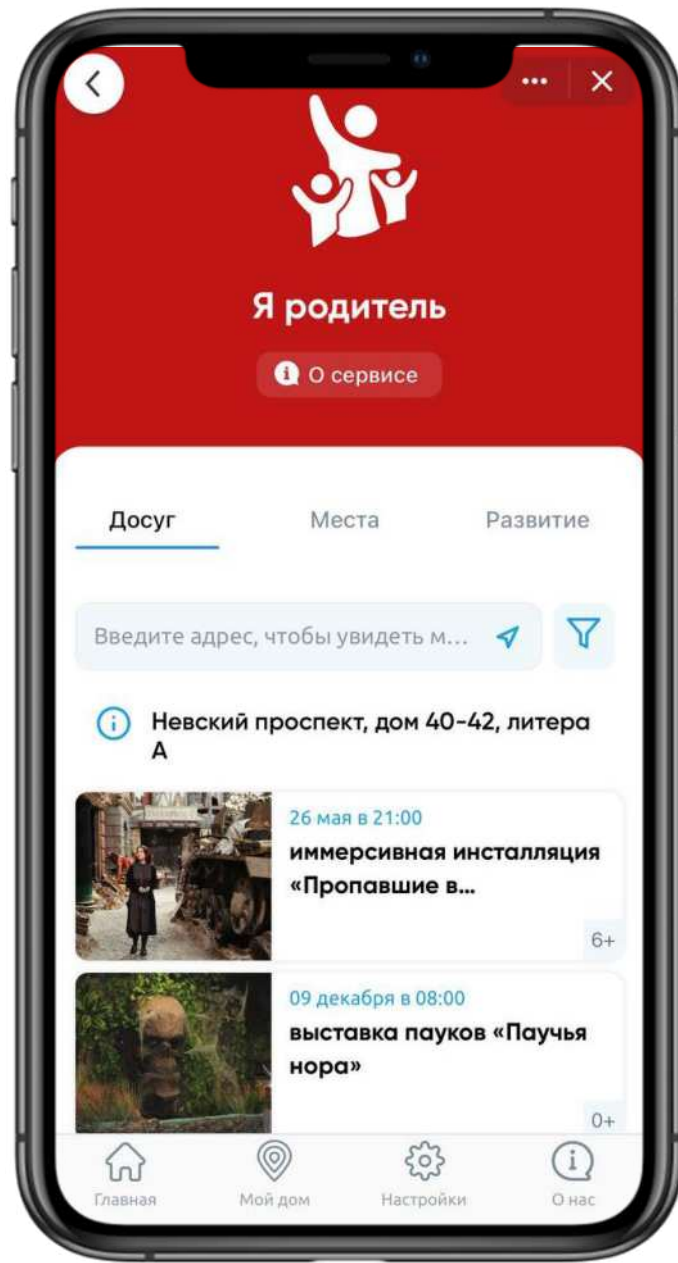 Я родитель
О сервисе
Досуг
Места
Развитие
Введите адрес, чтобы увидеть м...
Невский проспект, дом 40-42, литера
А
26 мая в 21:00
иммерсивная инсталляция
«Пропавшие в...
6+
09 декабря в 08:00
выставка пауков «Паучья
нора»
0+
Главная
Мой дом
Настройки
О нас